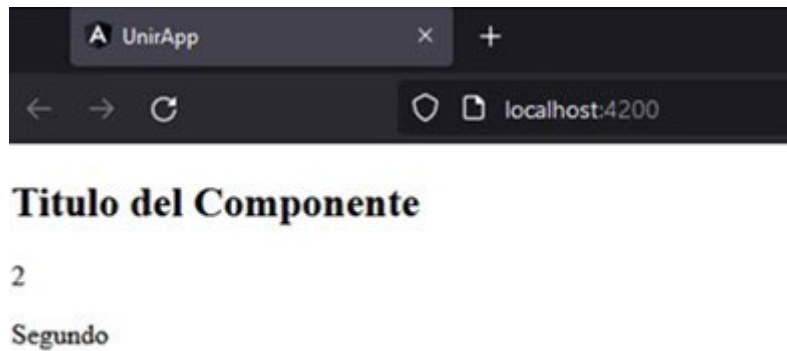 UnirApp
localhost:4200
Titulo del Componente
2
Segundo